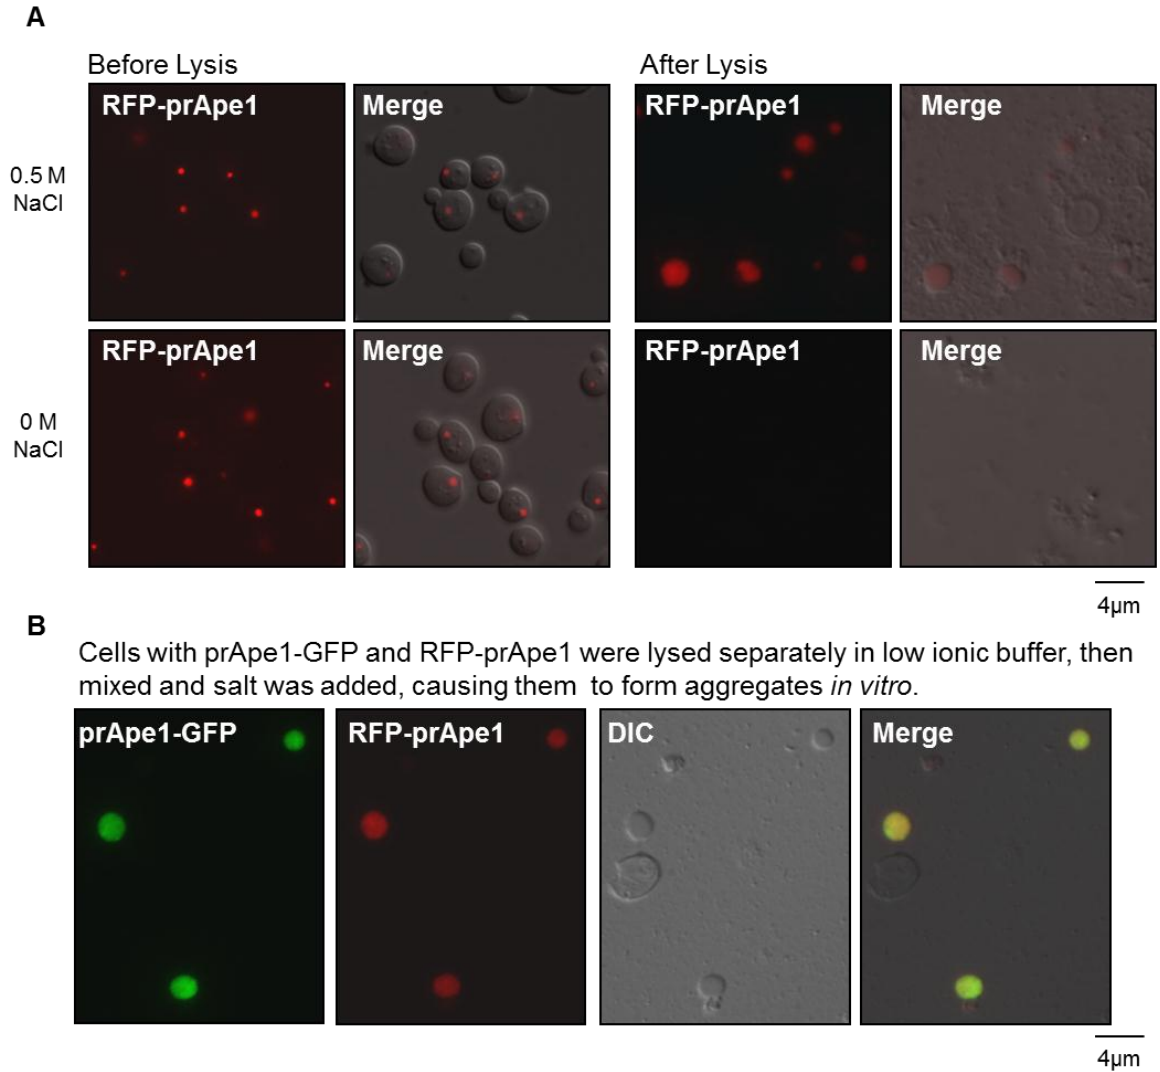 A
Before Lysis
After Lysis
RFP-prApe1
Merge
RFP-prApe1
Merge
0.5 M
NaCl
RFP-prApe1
Merge
RFP-prApe1
Merge
0 M
NaCl
4µm
B
Cells with prApe1-GFP and RFP-prApe1 were lysed separately in low ionic buffer, then
mixed and salt was added, causing them to form aggregates in vitro.
prApe1-GFP
RFP-prApe1
DIC
Merge
4µm